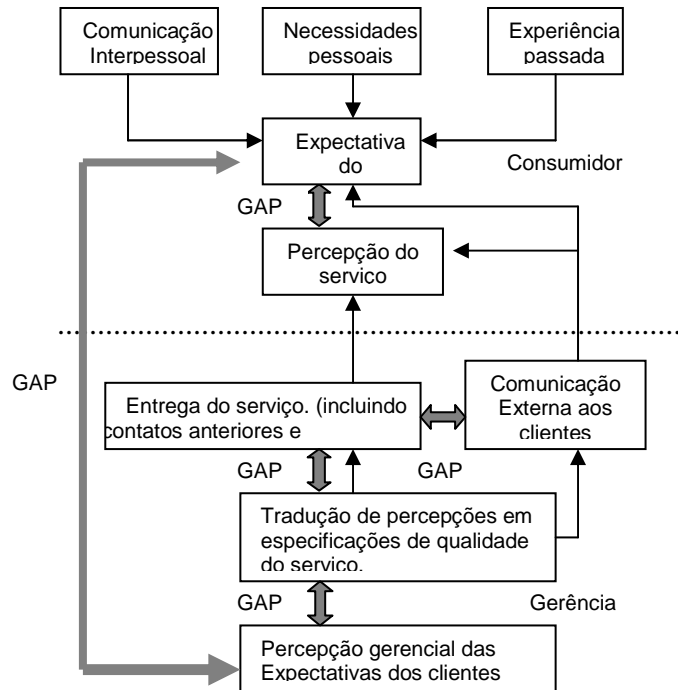 Comunicação
Interpessoal
Necessidades
pessoais
Experiência
passada
Expectativa
do
Consumidor
GAP
Percepção do
serviço
GAP
Entrega do serviço. (incluindo
contatos anteriores e
Comunicação
Externa aos
clientes
GAP
GAP
Tradução de percepções em
especificações de qualidade
do serviço.
GAP
Gerência
Percepção gerencial das
Expectativas dos clientes